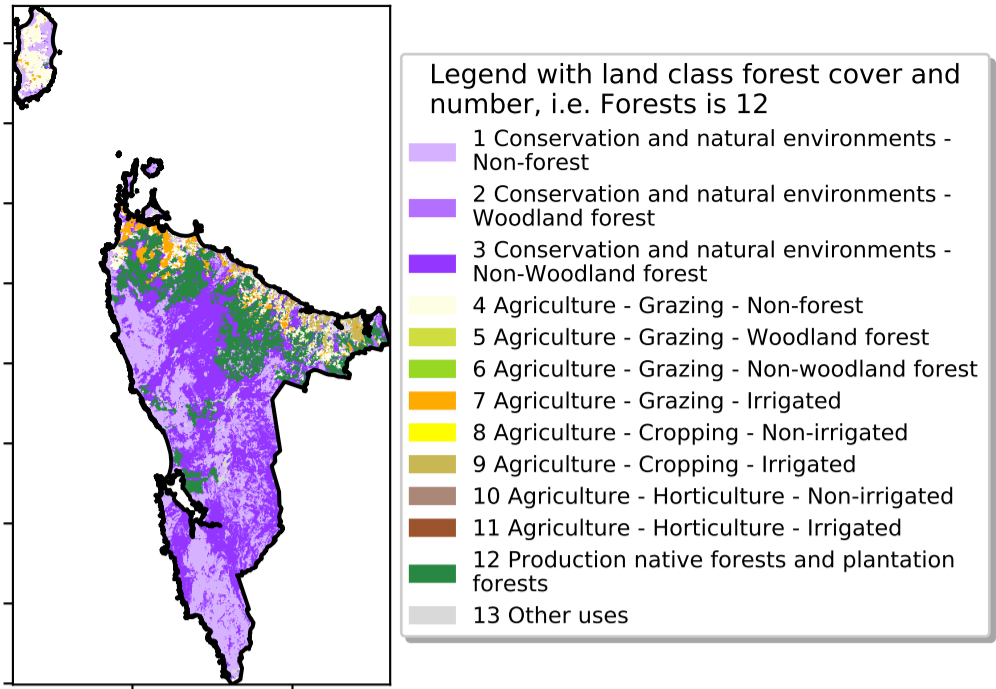 Legend with land class forest cover and
number, i.e. Forests is 12
1 Conservation and natural environments -
Non-forest
2 Conservation and natural environments -
Woodland forest
3 Conservation and natural environments -
Non-Woodland forest
4 Agriculture - Grazing - Non-forest
5 Agriculture - Grazing - Woodland forest
6 Agriculture - Grazing - Non-woodland forest
7 Agriculture - Grazing - Irrigated
8 Agriculture - Cropping - Non-irrigated
9 Agriculture - Cropping - Irrigated
10 Agriculture - Horticulture - Non-irrigated
11 Agriculture - Horticulture - Irrigated
12 Production native forests and plantation
forests
13 Other uses